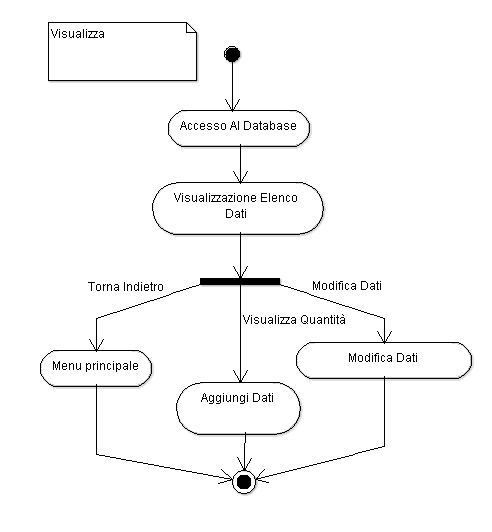 Visualizza
Accesso Al Database
Visualizzazione Elenco
Dati
Torna Indietro
Modifica Dati
Visualizza Quantità
Menu principale
Modifica Dati
Aggiungi Dati